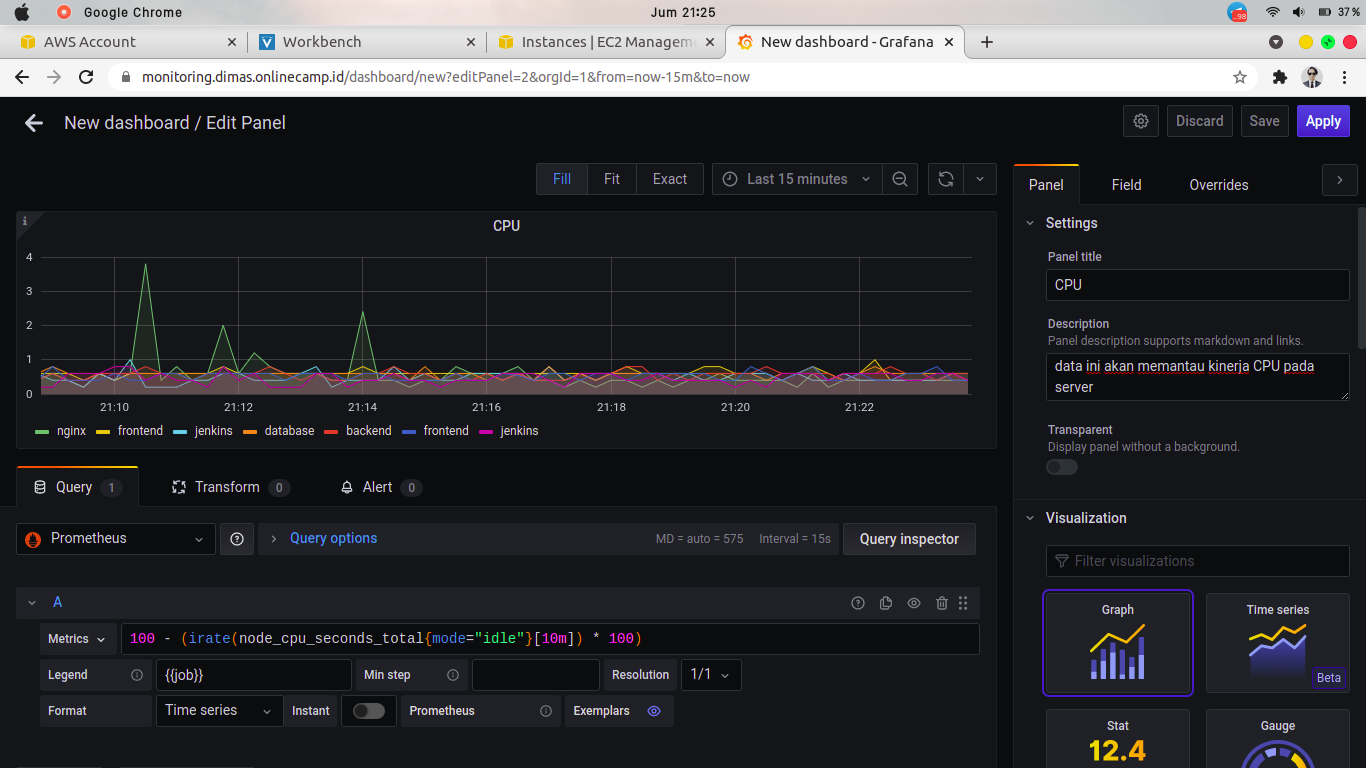 Google Chrome
Jum 21:25
98
37%
AWS Account
Workbench
Instances | EC2 Managem
New dashboard - Grafana
monitoring.dimas.onlinecamp.id/dashboard/new?editPanel=2&orgId=1&from=now-15m&to=now
New dashboard / Edit Panel
Discard
Save
Apply
Fill
Fit
Exact
Last 15 minutes
Panel
Field
Overrides
CPU
4
3
2
1
0
21:10
21:12
21:14
21:16
21:18
21:20
21:22
nginx
frontend
jenkins
database
backend
frontend
jenkins
Settings
Panel title
CPU
Description
Panel description supports markdown and links.
data ini akan memantau kinerja CPU pada
server
Transparent
Display panel without a background.
Query 1
Transform 0
Alert 0
Prometheus
Query options
MD = auto = 575
Interval = 15s
Query inspector
A
Metrics
100 - (irate(node_cpu_seconds_total{mode="idle"}[10m]) * 100)
Legend
{{job}}
Min step
Resolution
1/1
Format
Time series
Instant
Prometheus
Exemplars
Visualization
Filter visualizations
Graph
Time series
Beta
Stat
12.4
Gauge